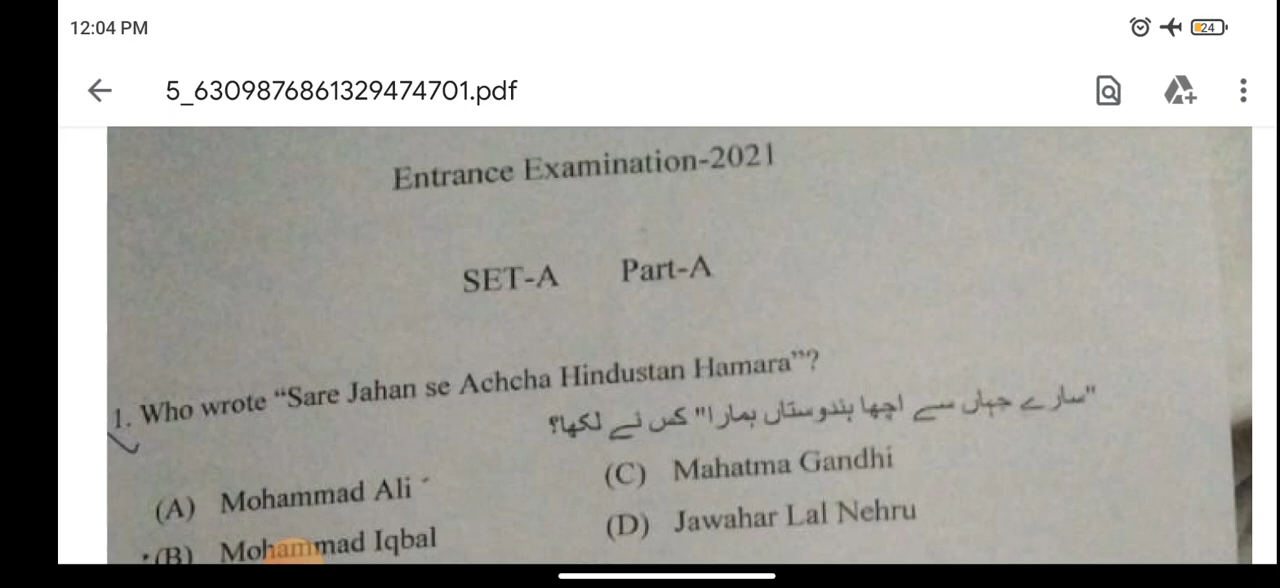 12:04 PM
24
5_6309876861329474701.pdf
Entrance Examination-2021
SET-A Part-A
1. Who wrote “Sare Jahan se Achcha Hindustan Hamara”?
"سارے جہاں سے اچھا ہندوستاں ہمارا" کس نے لکھا؟
(A) Mohammad Ali
(C) Mahatma Gandhi
(B) Mohammad Iqbal
(D) Jawahar Lal Nehru